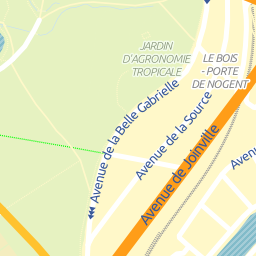 JARDIN
D'AGRONOMIE
TROPICALE
LE BOIS
- PORTE
DE NOGENT
Avenue de la Belle Gabrielle
Avenue de la Source
Avenue de Joinville
Avenue